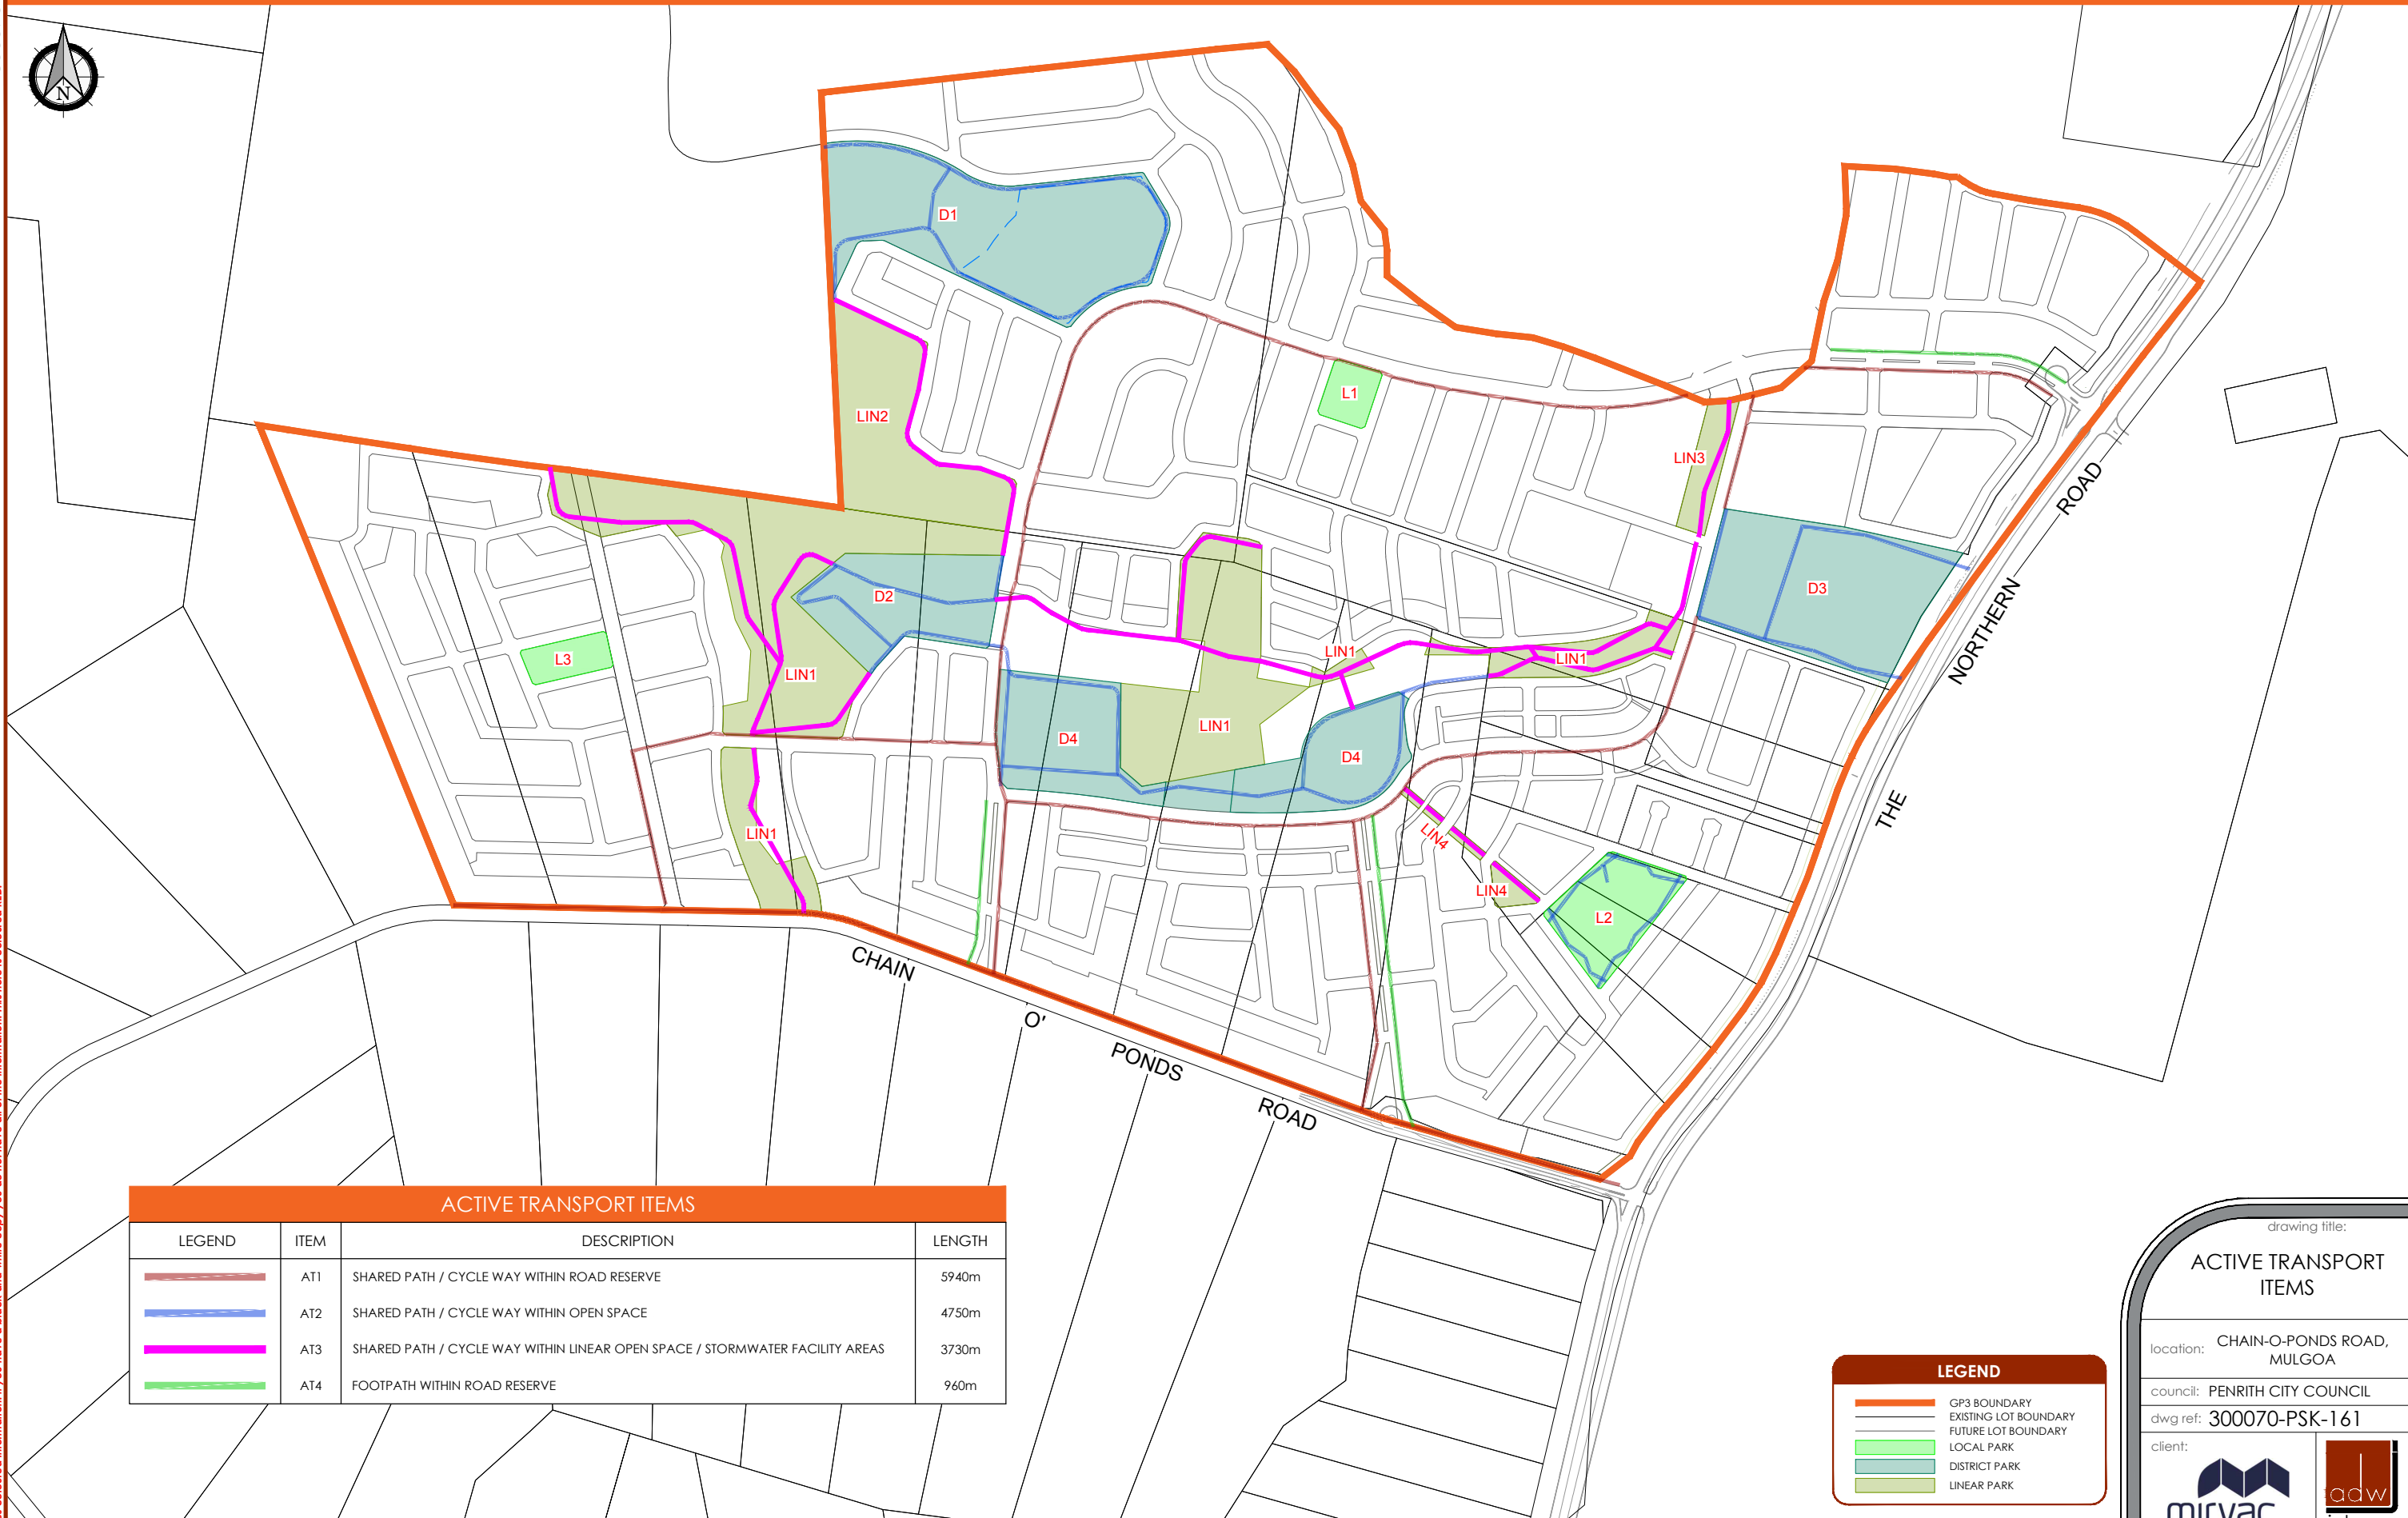 N
D1
LIN2
L1
LIN3
D3
D2
L3
LIN1
LIN1
LIN1
LIN1
D4
D4
LIN1
LIN4
LIN4
L2
THE
NORTHERN
ROAD
CHAIN
O'
PONDS
ROAD
ACTIVE TRANSPORT ITEMS
LEGEND ITEM DESCRIPTION LENGTH
AT1 SHARED PATH / CYCLE WAY WITHIN ROAD RESERVE 5940m
AT2 SHARED PATH / CYCLE WAY WITHIN OPEN SPACE 4750m
AT3 SHARED PATH / CYCLE WAY WITHIN LINEAR OPEN SPACE / STORMWATER FACILITY AREAS 3730m
AT4 FOOTPATH WITHIN ROAD RESERVE 960m
LEGEND
GP3 BOUNDARY
EXISTING LOT BOUNDARY
FUTURE LOT BOUNDARY
LOCAL PARK
DISTRICT PARK
LINEAR PARK
drawing title:
ACTIVE TRANSPORT
ITEMS
location: CHAIN-O-PONDS ROAD,
MULGOA
council: PENRITH CITY COUNCIL
dwg ref: 300070-PSK-161
client:
mirvac
adw